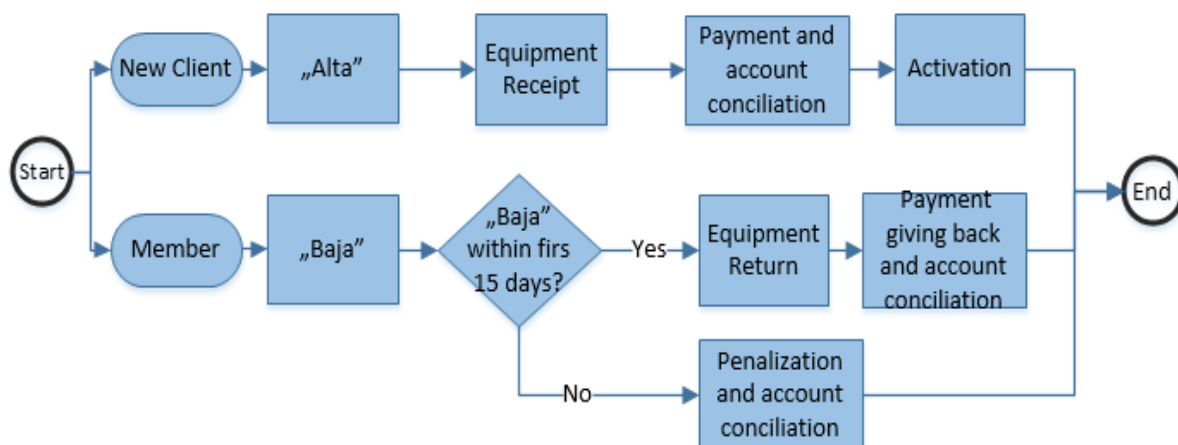 Start
New Client
„Alta”
Equipment
Receipt
Payment and
account
conciliation
Activation
Member
„Baja”
„Baja”
within firs
15 days?
Yes
Equipment
Return
Payment
giving back
and account
conciliation
No
Penalization
and account
conciliation
End